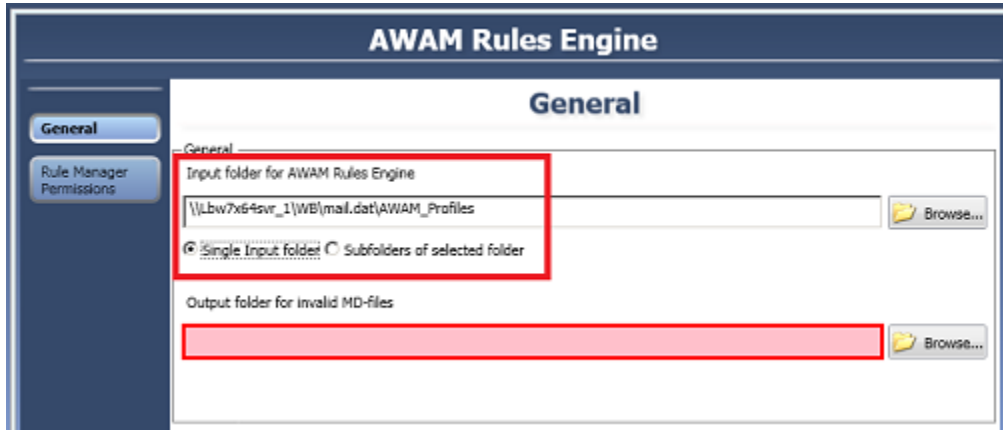 AWAM Rules Engine
General
General
General
Rule Manager
Permissions
Input folder for AWAM Rules Engine
\\Lbw7x64svr_1\WB\mail.dat\AWAM_Profiles
Browse...
Single Input folder Subfolders of selected folder
Output folder for invalid MD-files
Browse...